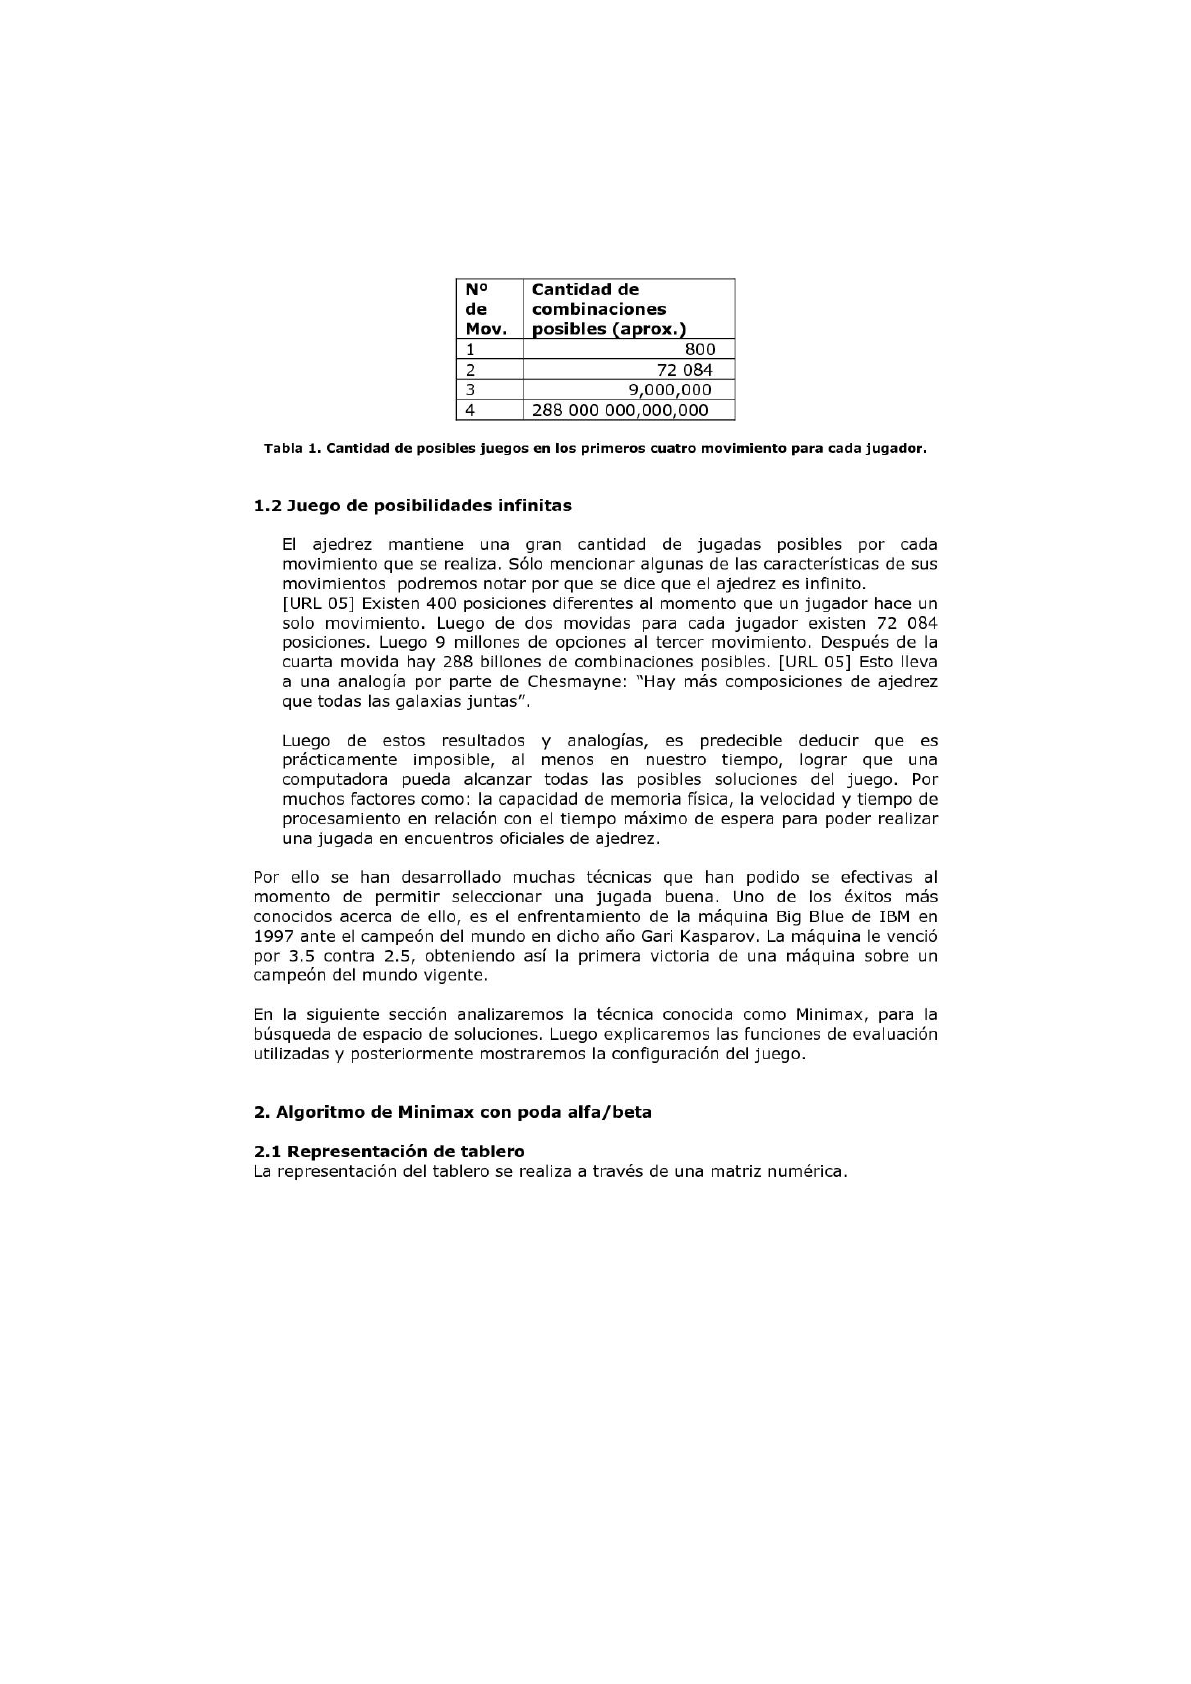 Nº
de
Mov.
Cantidad de
combinaciones
posibles (aprox.)
1 800
2 72 084
3 9,000,000
4 288 000 000,000,000
Tabla 1. Cantidad de posibles juegos en los primeros cuatro movimiento para cada jugador.
1.2 Juego de posibilidades infinitas
El ajedrez mantiene una gran cantidad de jugadas posibles por cada
movimiento que se realiza. Sólo mencionar algunas de las características de sus
movimientos podremos notar por que se dice que el ajedrez es infinito.
[URL 05] Existen 400 posiciones diferentes al momento que un jugador hace un
solo movimiento. Luego de dos movidas para cada jugador existen 72 084
posiciones. Luego 9 millones de opciones al tercer movimiento. Después de la
cuarta movida hay 288 billones de combinaciones posibles. [URL 05] Esto lleva
a una analogía por parte de Chesmayne: “Hay más composiciones de ajedrez
que todas las galaxias juntas”.
Luego de estos resultados y analogías, es predecible deducir que es
prácticamente imposible, al menos en nuestro tiempo, lograr que una
computadora pueda alcanzar todas las posibles soluciones del juego. Por
muchos factores como: la capacidad de memoria física, la velocidad y tiempo de
procesamiento en relación con el tiempo máximo de espera para poder realizar
una jugada en encuentros oficiales de ajedrez.
Por ello se han desarrollado muchas técnicas que han podido se efectivas al
momento de permitir seleccionar una jugada buena. Uno de los éxitos más
conocidos acerca de ello, es el enfrentamiento de la máquina Big Blue de IBM en
1997 ante el campeón del mundo en dicho año Gari Kasparov. La máquina le venció
por 3.5 contra 2.5, obteniendo así la primera victoria de una máquina sobre un
campeón del mundo vigente.
En la siguiente sección analizaremos la técnica conocida como Minimax, para la
búsqueda de espacio de soluciones. Luego explicaremos las funciones de evaluación
utilizadas y posteriormente mostraremos la configuración del juego.
2. Algoritmo de Minimax con poda alfa/beta
2.1 Representación de tablero
La representación del tablero se realiza a través de una matriz numérica.